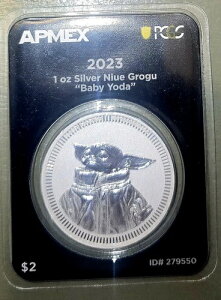 APMEX
PCGS
2023
1 oz Silver Niue Grogu
"Baby Yoda"
$2
ID# 279550